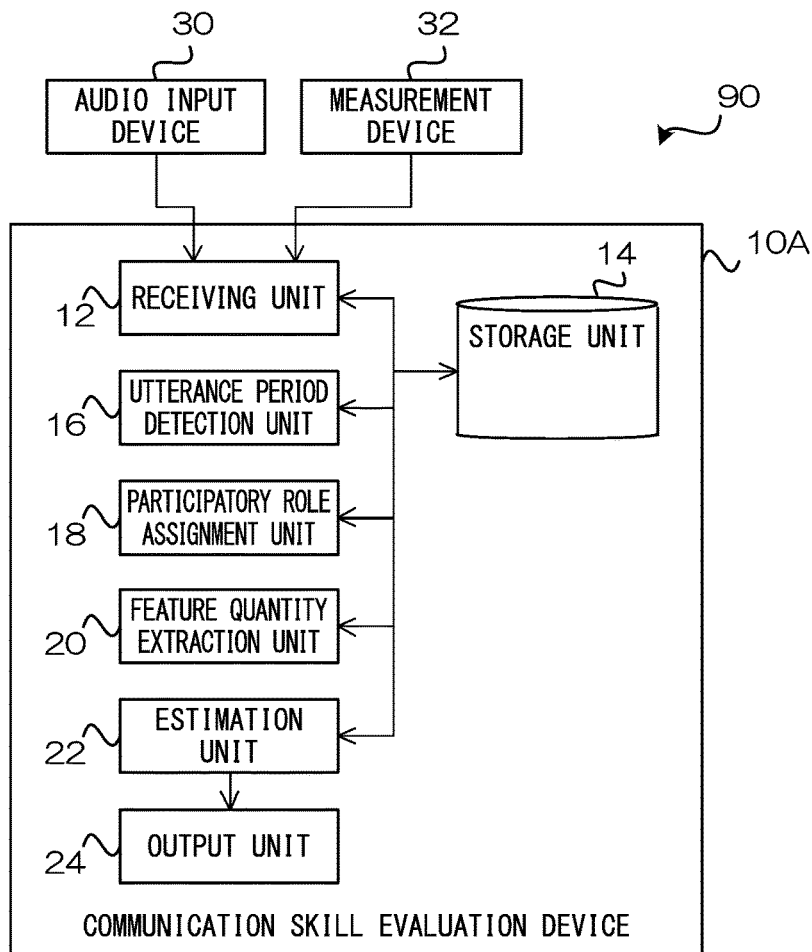 30
32
AUDIO INPUT
DEVICE
MEASUREMENT
DEVICE
90
10A
14
12
RECEIVING UNIT
STORAGE UNIT
16
UTTERANCE PERIOD
DETECTION UNIT
18
PARTICIPATORY ROLE
ASSIGNMENT UNIT
20
FEATURE QUANTITY
EXTRACTION UNIT
22
ESTIMATION
UNIT
24
OUTPUT UNIT
COMMUNICATION SKILL EVALUATION DEVICE